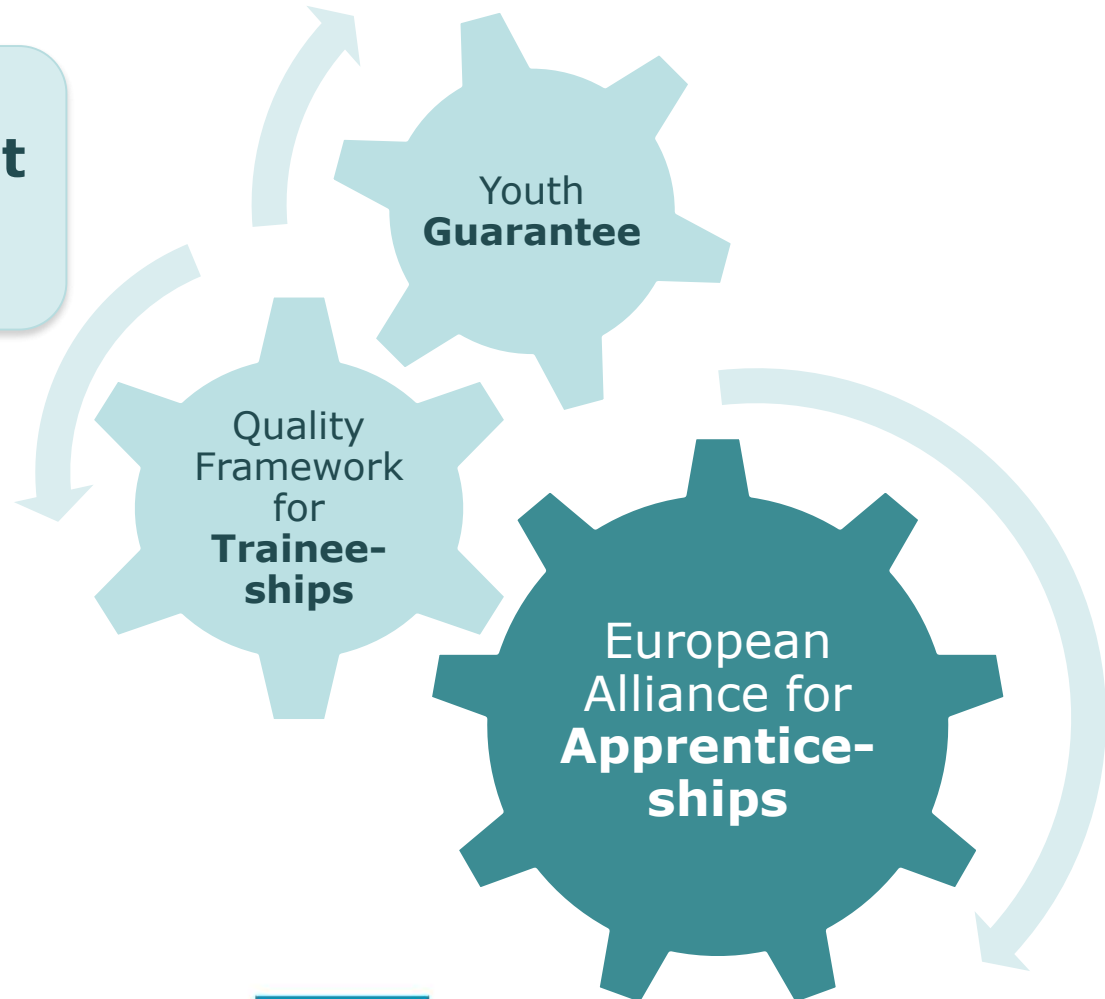 t
Youth
Guarantee
Quality
Framework
for
Trainee-
ships
European
Alliance for
Apprentice-
ships